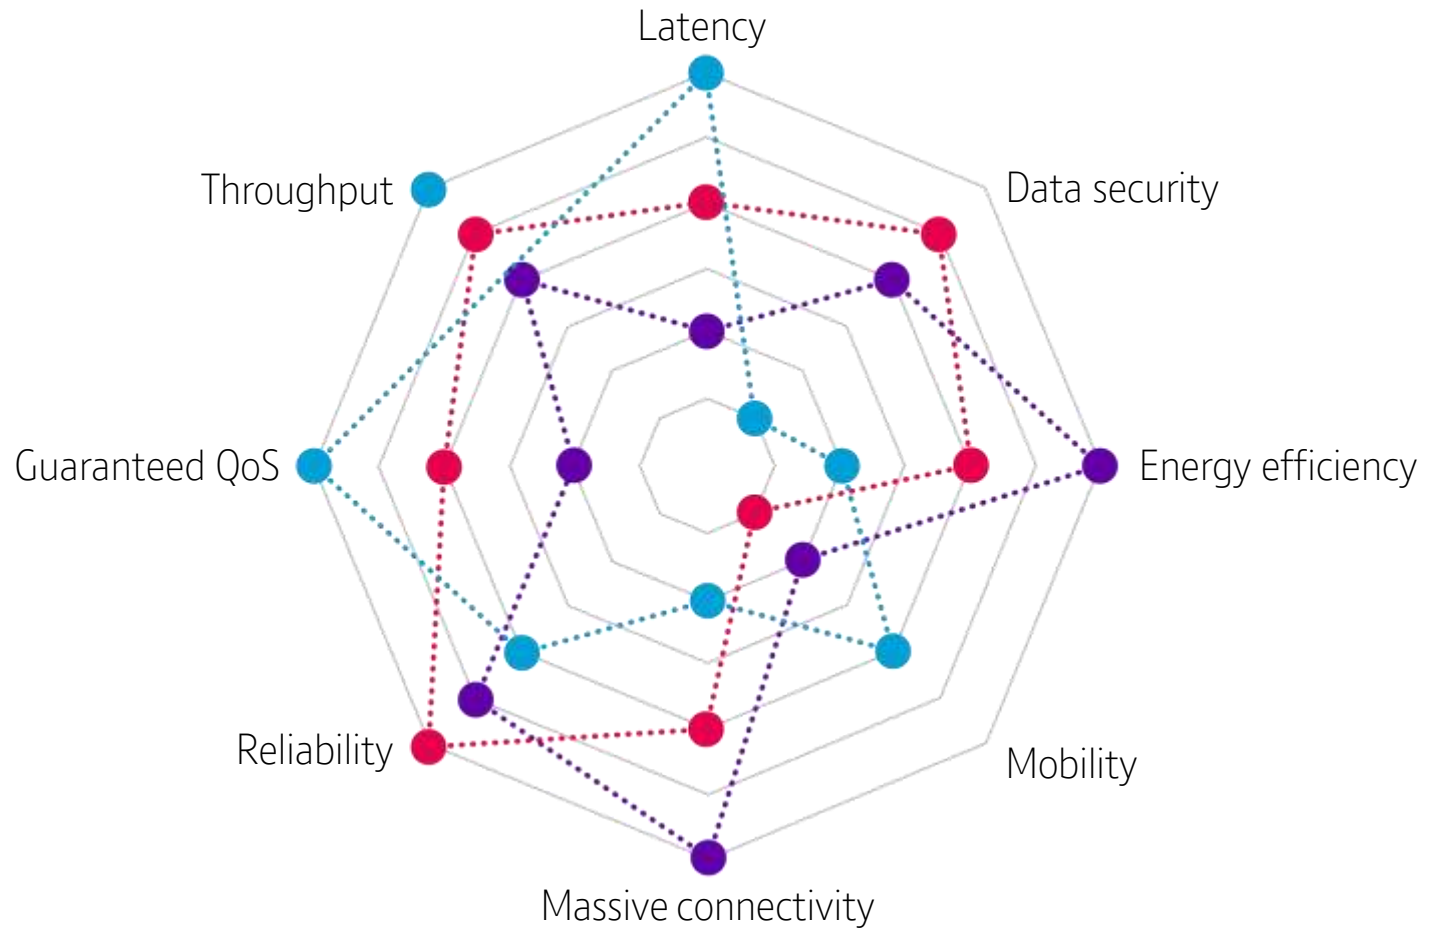 Latency
Throughput
Data security
Guaranteed QoS
Energy efficiency
Reliability
Mobility
Massive connectivity